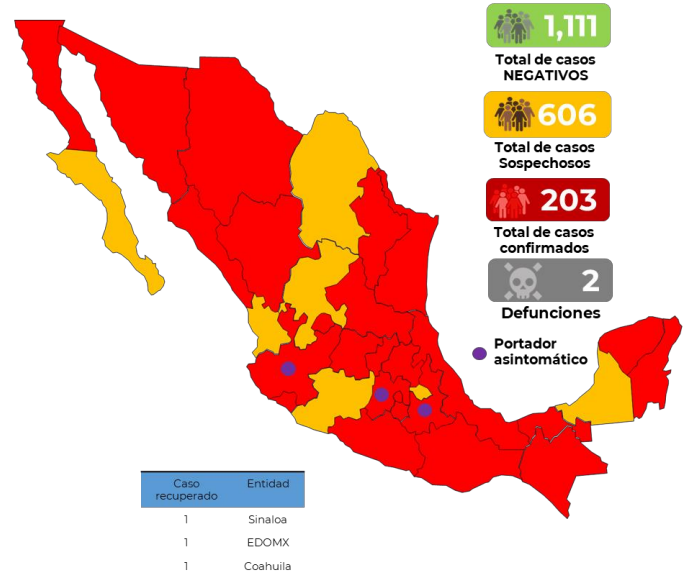 1,111
Total de casos
NEGATIVOS
606
Total de casos
Sospechosos
203
Total de casos
confirmados
2
Defunciones
Portador
asintomático
Caso
recuperado
Entidad
1 Sinaloa
1 EDOMX
1 Coahuila